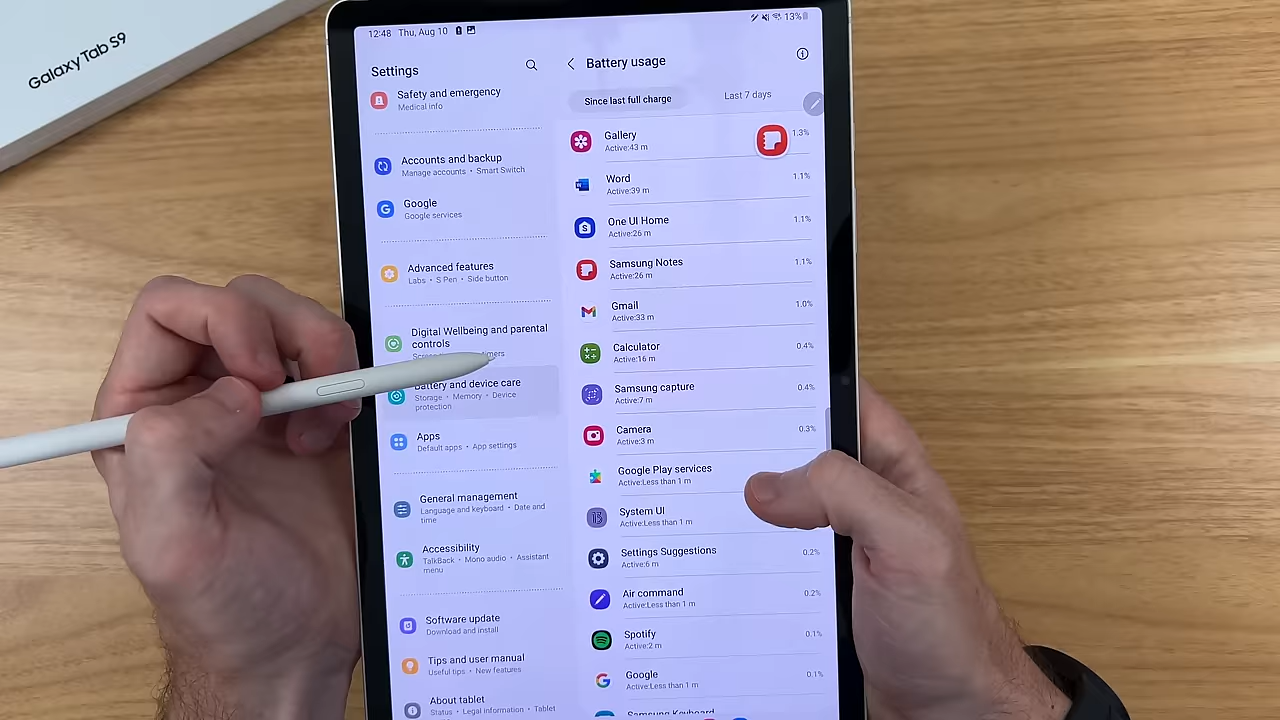 Galaxy Tab S9
12:48 Thu, Aug 10
13%
Settings
Safety and emergency
Medical info
Accounts and backup
Manage accounts • Smart Switch
Google
Google services
Advanced features
Labs • S Pen • Side button
Digital Wellbeing and parental
controls
Battery and device care
Storage • Memory • Device
protection
Apps
Default apps • App settings
General management
Language and keyboard • Date and
time
Accessibility
TalkBack • Mono audio • Assistant
menu
Software update
Download and install
Tips and user manual
Useful tips • New features
About tablet
Status • Legal information • Tablet
Battery usage
Since last full charge
Last 7 days
Gallery
Active:43 m
1.3%
Word
Active:39 m
1.1%
One UI Home
Active:26 m
1.1%
Samsung Notes
Active:26 m
1.1%
Gmail
Active:33 m
1.0%
Calculator
Active:16 m
0.4%
Samsung capture
Active:7 m
0.4%
Camera
Active:3 m
0.3%
Google Play services
Active:Less than 1 m
System UI
Active:Less than 1 m
Settings Suggestions
Active:6 m
0.2%
Air command
Active:Less than 1 m
0.2%
Spotify
Active:2 m
0.1%
Google
Active:Less than 1 m
0.1%
Samsung Keyboard